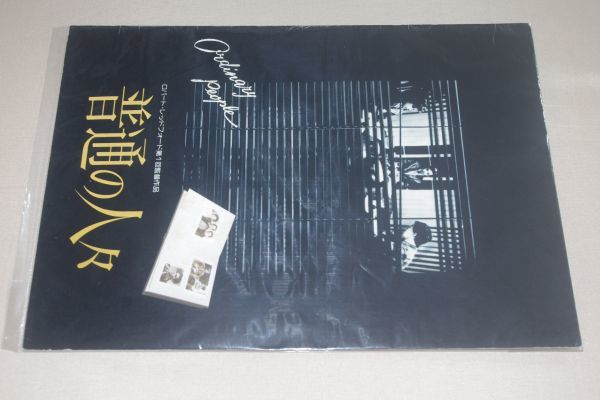 Ordinary
People
ロバート・レッドフォード第1回監督作品
普通の人々